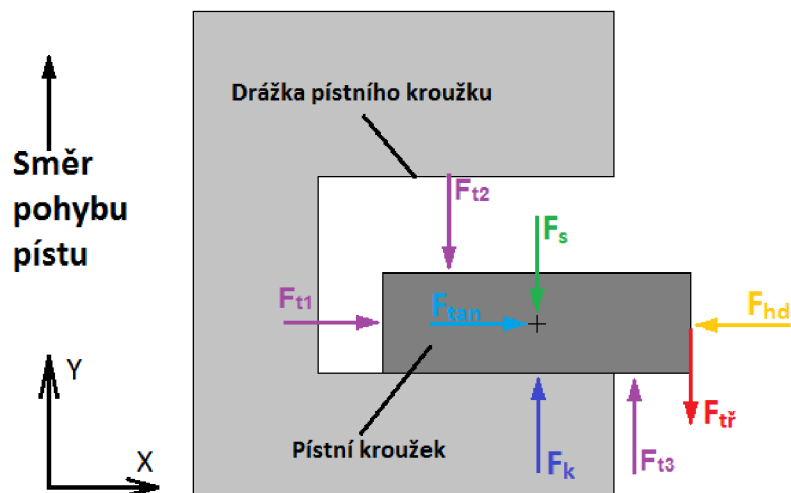 Drážka pístního kroužku
Směr
pohybu
pístu
Ft2
Fs
Ft1
Ftan
Fhd
Y
Ftř
Pístní kroužek
X
Fk
Ft3